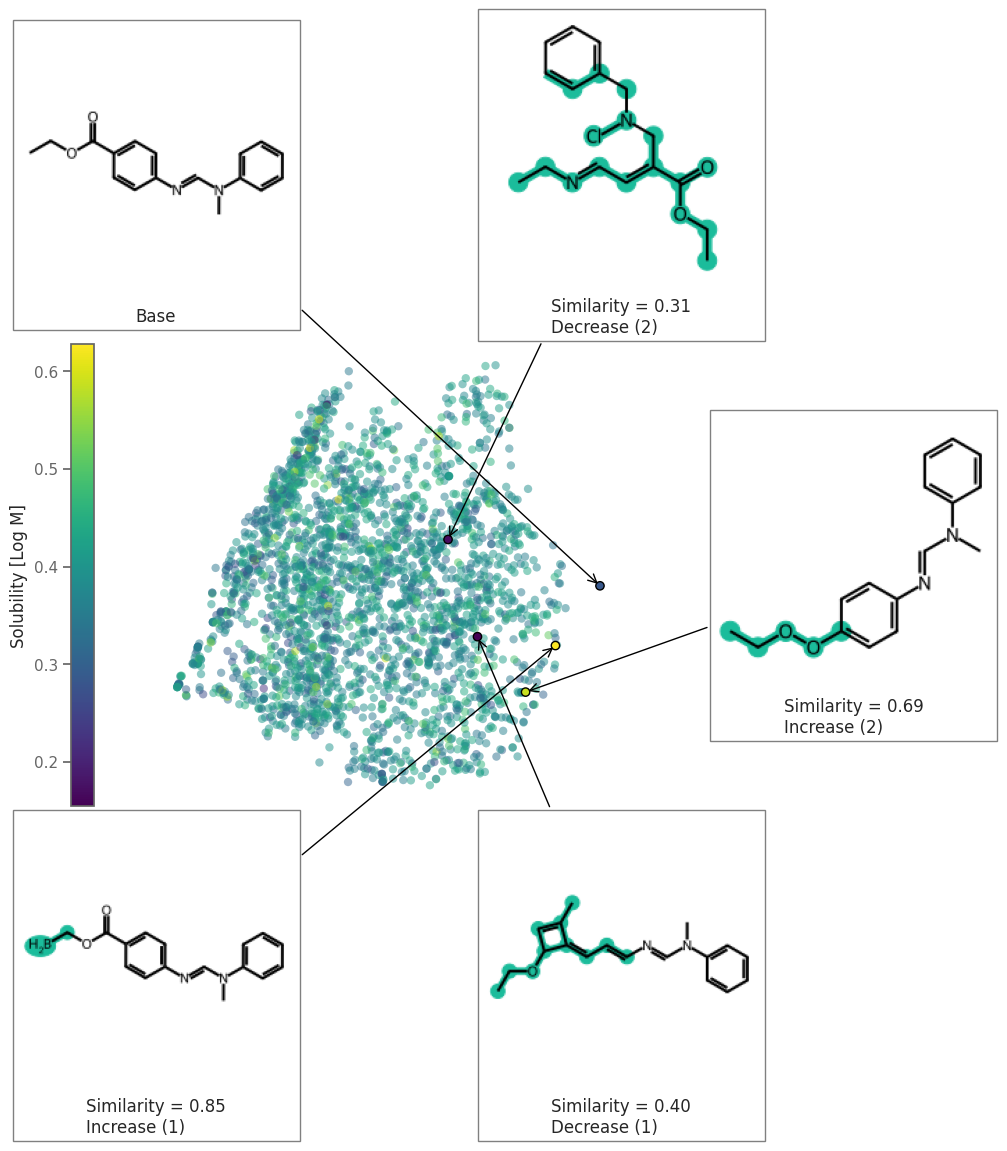 O
O
N
N
Base
N
Cl
N
O
O
Similarity = 0.31
Decrease (2)
Solubility [Log M]
0.6
0.5
0.4
0.3
0.2
N
N
O
O
Similarity = 0.69
Increase (2)
O
H₂B
O
N
N
Similarity = 0.85
Increase (1)
N
N
O
Similarity = 0.40
Decrease (1)